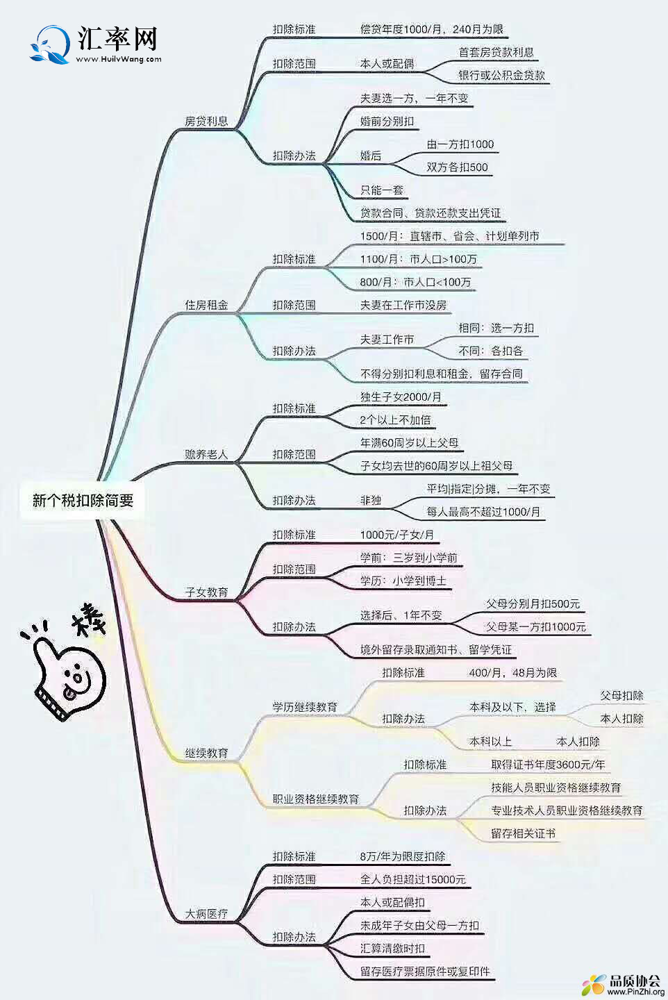 汇率网
www.HuilvWang.com
新个税扣除简要
房贷利息
扣除标准
偿贷年度1000/月，240月为限
扣除范围
本人或配偶
首套房贷款利息
银行或公积金贷款
扣除办法
夫妻选一方，一年不变
婚前分别扣
婚后
由一方扣1000
双方各扣500
只能一套
贷款合同、贷款还款支出凭证
住房租金
扣除标准
1500/月：直辖市、省会、计划单列市
1100/月：市人口>100万
800/月：市人口<100万
扣除范围
夫妻在工作市没房
扣除办法
夫妻工作市
相同：选一方扣
不同：各扣各
不得分别扣利息和租金，留存合同
赡养老人
扣除标准
独生子女2000/月
2个以上不加倍
扣除范围
年满60周岁以上父母
子女均去世的60周岁以上祖父母
扣除办法
非独
平均|指定|分摊，一年不变
每人最高不超过1000/月
子女教育
扣除标准
1000元/子女/月
扣除范围
学前：三岁到小学前
学历：小学到博士
扣除办法
选择后、1年不变
父母分别月扣500元
父母某一方扣1000元
境外留存录取通知书、留学凭证
棒
继续教育
学历继续教育
扣除标准
400/月，48月为限
扣除办法
本科及以下，选择
父母扣除
本人扣除
本科以上
本人扣除
职业资格继续教育
扣除标准
取得证书年度3600元/年
扣除办法
技能人员职业资格继续教育
专业技术人员职业资格继续教育
留存相关证书
大病医疗
扣除标准
8万/年为限度扣除
扣除范围
全人负担超过15000元
扣除办法
本人或配偶扣
未成年子女由父母一方扣
汇算清缴时扣
留存医疗票据原件或复印件
品质协会
www.PinZhi.org